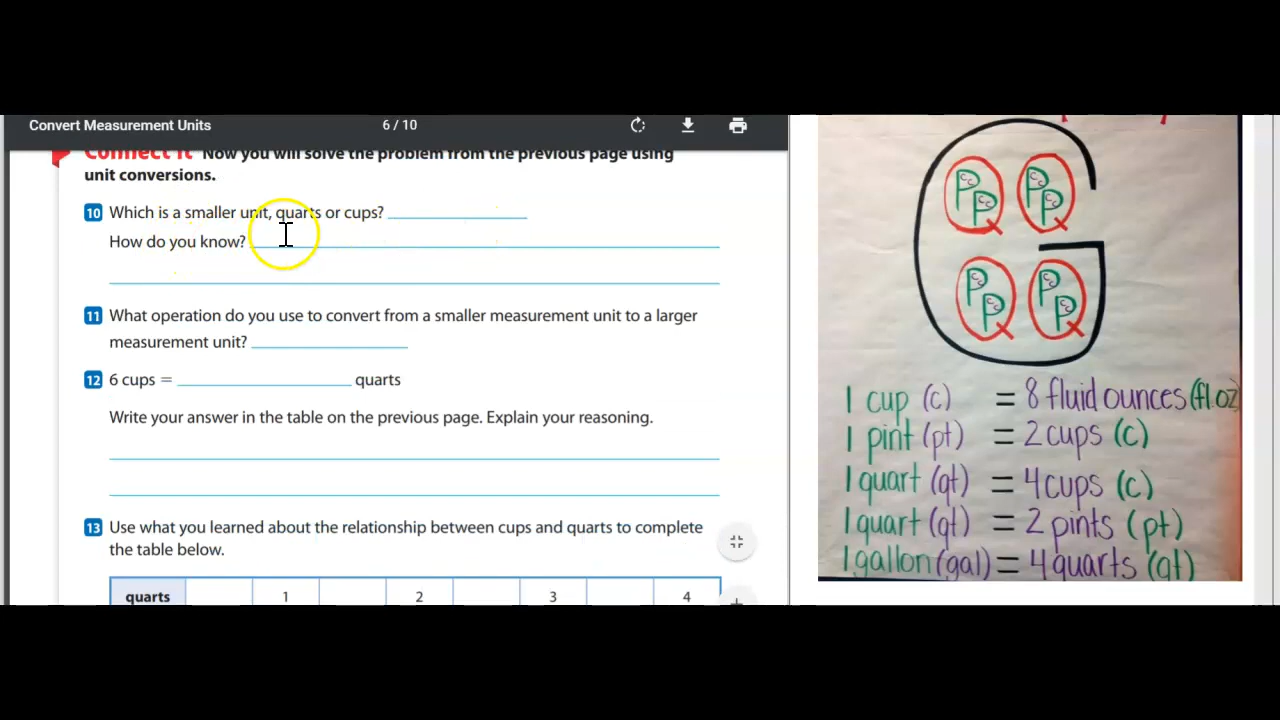 Convert Measurement Units
6 / 10
Connect It Now you will solve the problem from the previous page using
unit conversions.
10 Which is a smaller unit, quarts or cups?
How do you know?
11 What operation do you use to convert from a smaller measurement unit to a larger
measurement unit?
12 6 cups = quarts
Write your answer in the table on the previous page. Explain your reasoning.
13 Use what you learned about the relationship between cups and quarts to complete
the table below.
quarts 1 2 3 4
G
P P Q P P Q
C C C C C C C C
P P Q P P Q
C C C C C C C C
1 cup (c) = 8 fluid ounces (fl.oz)
1 pint (pt) = 2 cups (c)
1 quart (qt) = 4 cups (c)
1 quart (qt) = 2 pints (pt)
1 gallon (gal) = 4 quarts (qt)